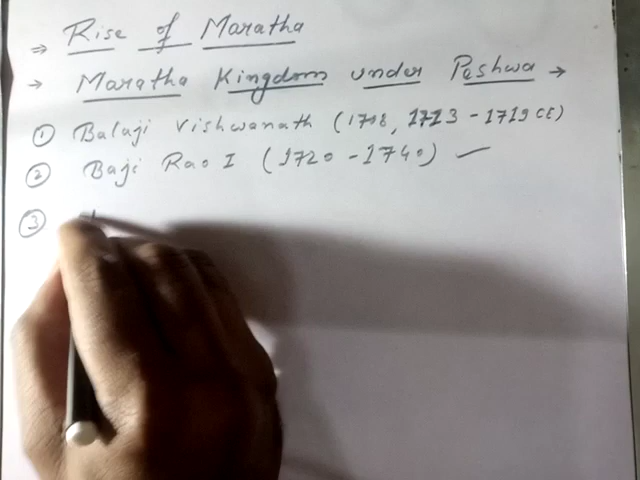 ⇒ Rise of Maratha
→ Maratha Kingdom under Peshwa →
① Balaji Vishwanath (1718, 1713 - 1719 CE)
② Baji Rao I (1720 - 1740)
③